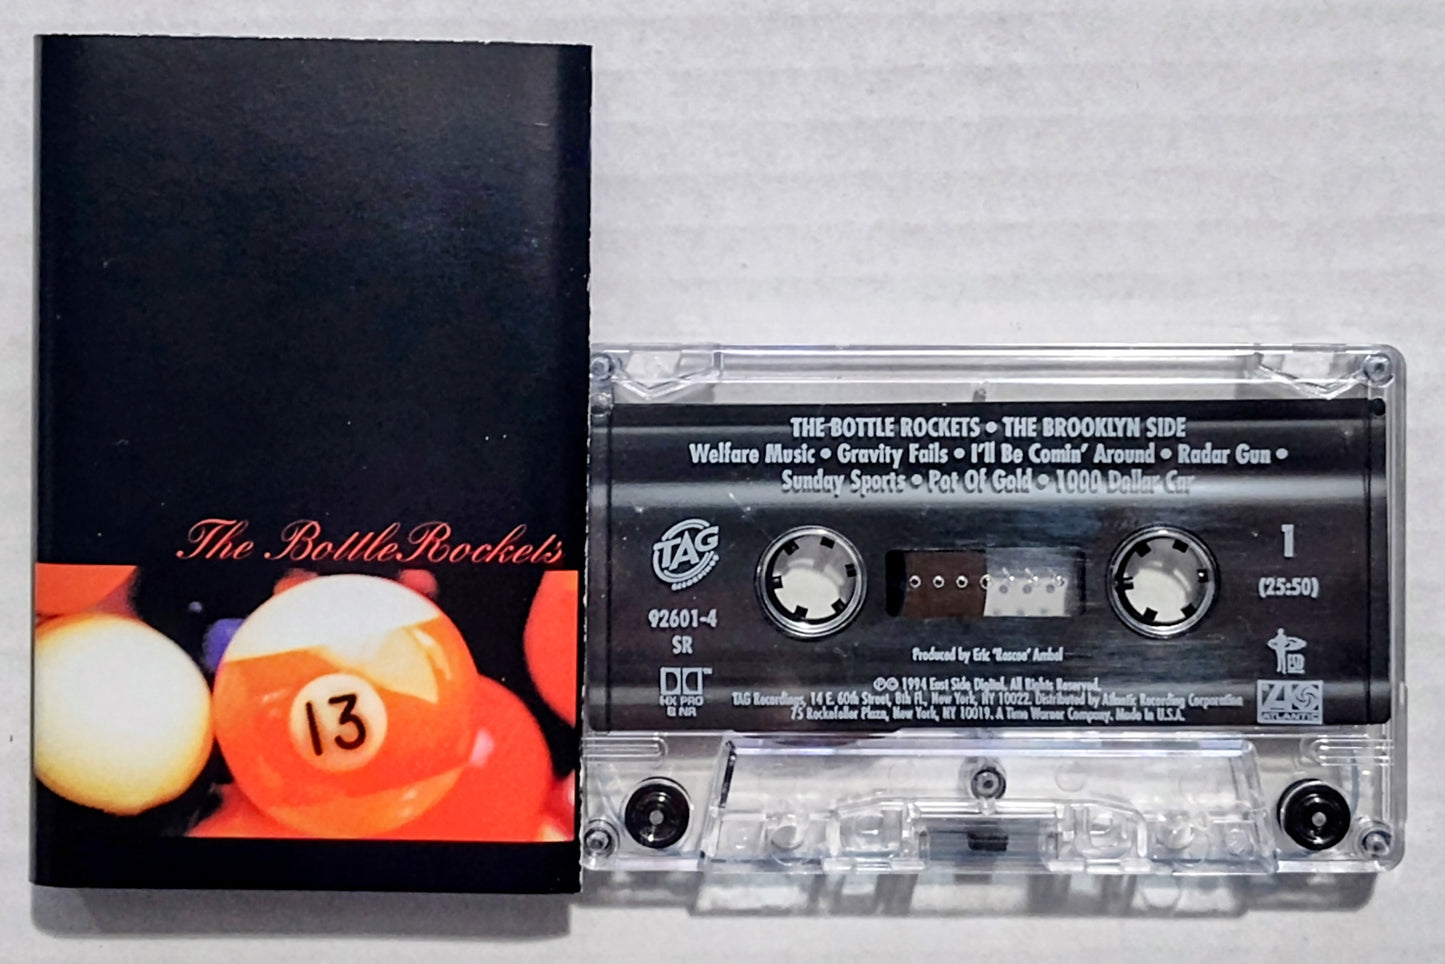 The Bottle Rockets
13
THE BOTTLE ROCKETS • THE BROOKLYN SIDE
Welfare Music • Gravity Fails • I'll Be Comin' Around • Radar Gun •
Sunday Sports • Pot Of Gold • 1000 Dollar Car
TAG
RECORDINGS
92601-4
SR
HX PRO
B NR
1
(25:50)
Produced by Eric "Roscoe" Ambel
℗© 1994 East Side Digital. All Rights Reserved.
TAG Recordings, 14 E. 60th Street, 8th Fl., New York, NY 10022. Distributed by Atlantic Recording Corporation
75 Rockefeller Plaza, New York, NY 10019. A Time Warner Company. Made in U.S.A.
ATLANTIC